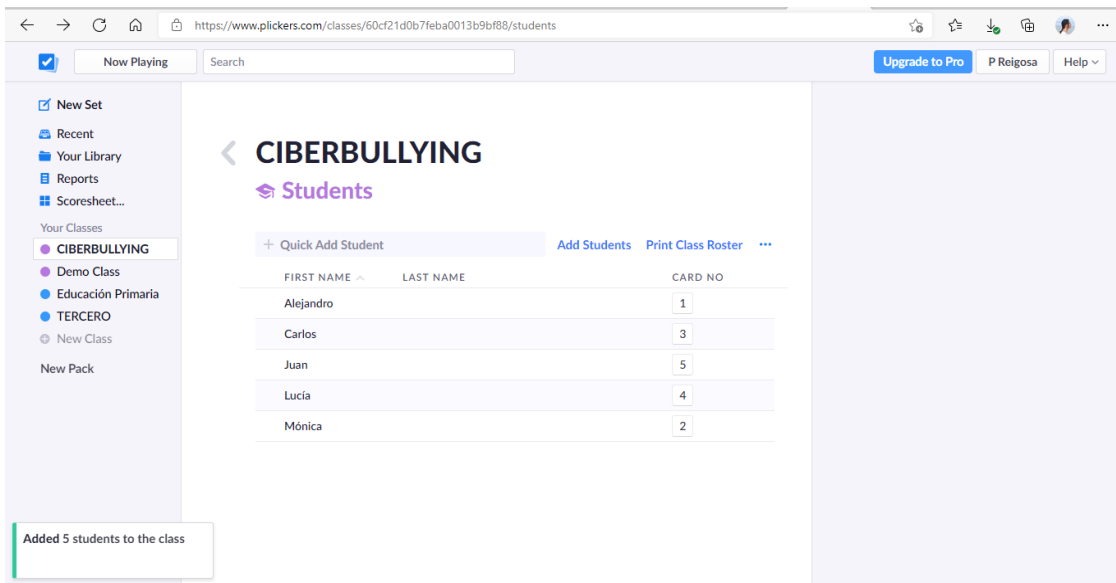 https://www.plickers.com/classes/60cf21d0b7feba0013b9bf88/students
Now Playing
Search
Upgrade to Pro
P Reigosa
Help
New Set
Recent
Your Library
Reports
Scoresheet...
Your Classes
CIBERBULLYING
Demo Class
Educación Primaria
TERCERO
New Class
New Pack
CIBERBULLYING
Students
Quick Add Student
Add Students
Print Class Roster
FIRST NAME LAST NAME CARD NO
Alejandro 1
Carlos 3
Juan 5
Lucía 4
Mónica 2
Added 5 students to the class